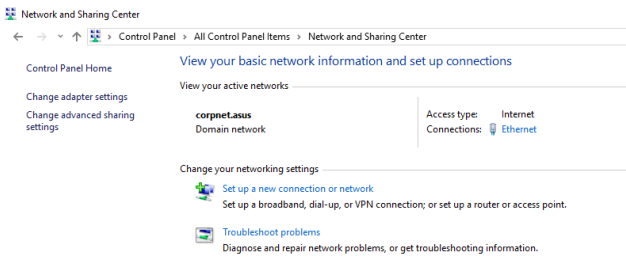 Network and Sharing Center
Control Panel > All Control Panel Items > Network and Sharing Center
Control Panel Home
Change adapter settings
Change advanced sharing
settings
View your basic network information and set up connections
View your active networks
corpnet.asus
Domain network
Access type: Internet
Connections: Ethernet
Change your networking settings
Set up a new connection or network
Set up a broadband, dial-up, or VPN connection; or set up a router or access point.
Troubleshoot problems
Diagnose and repair network problems, or get troubleshooting information.